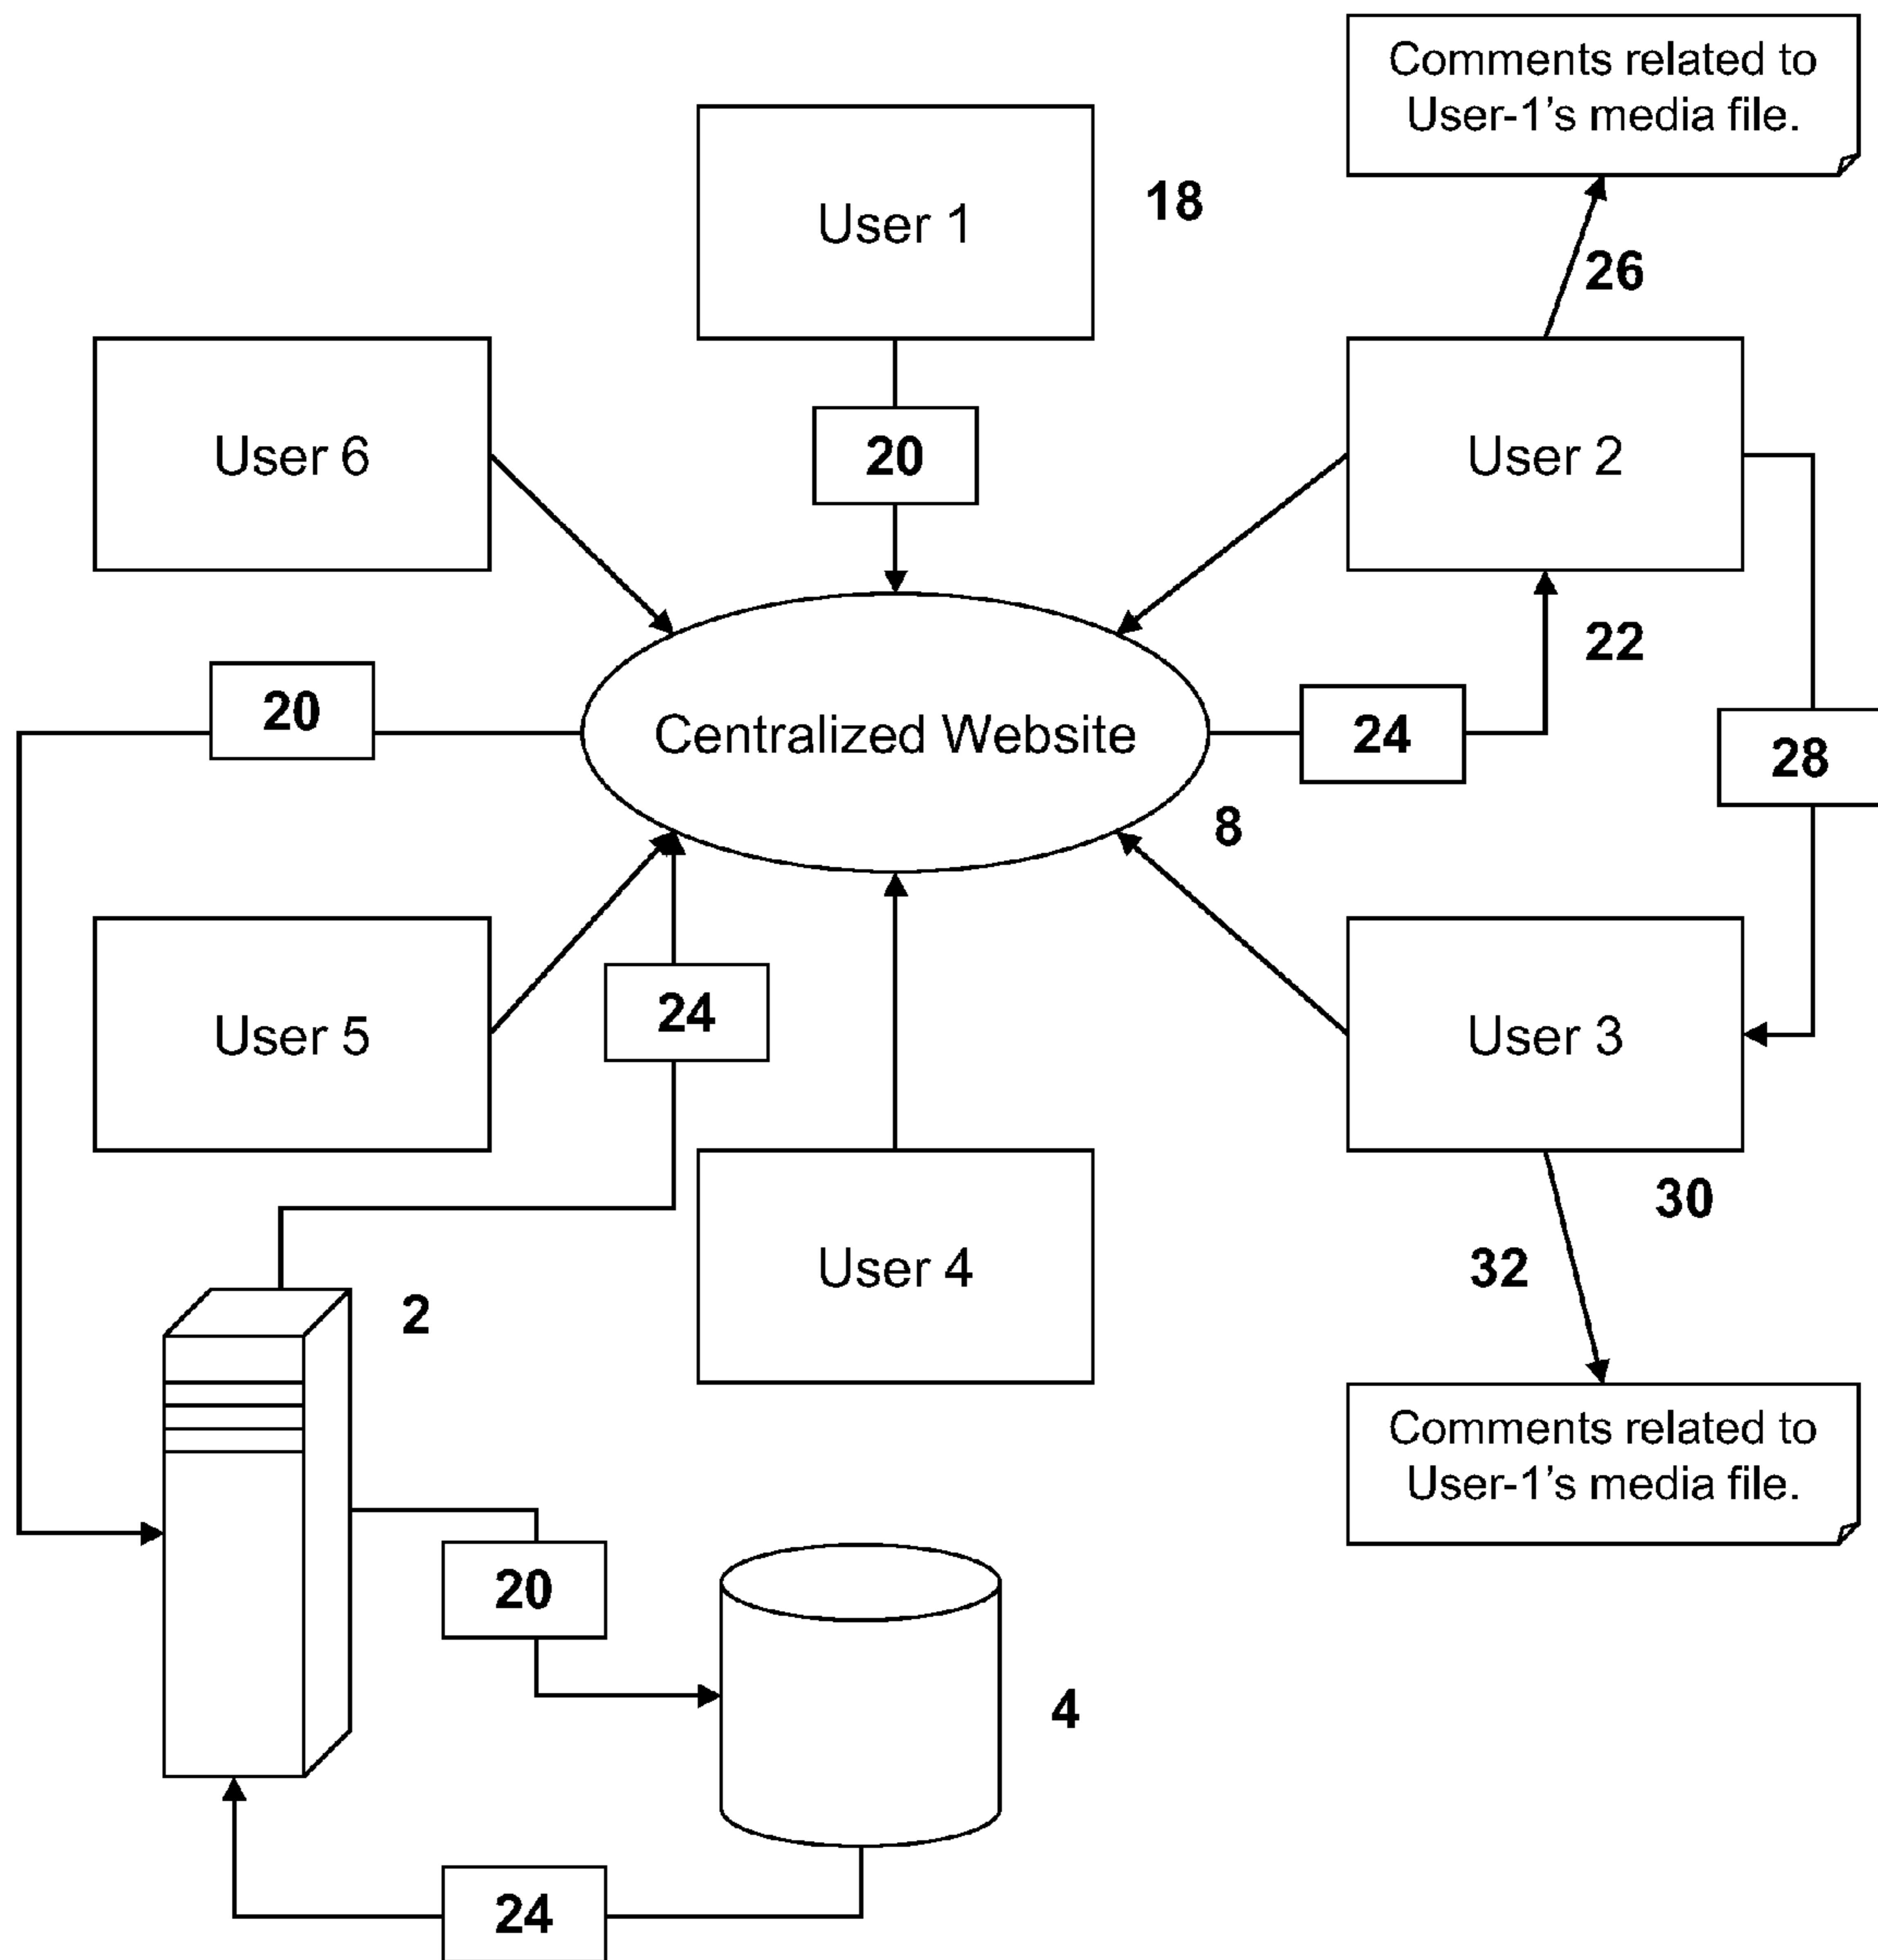 Comments related to
User-1's media file.
User 1
18
26
User 6
20
User 2
22
20
Centralized Website
24
28
8
User 5
24
User 3
30
User 4
32
2
Comments related to
User-1's media file.
20
4
24